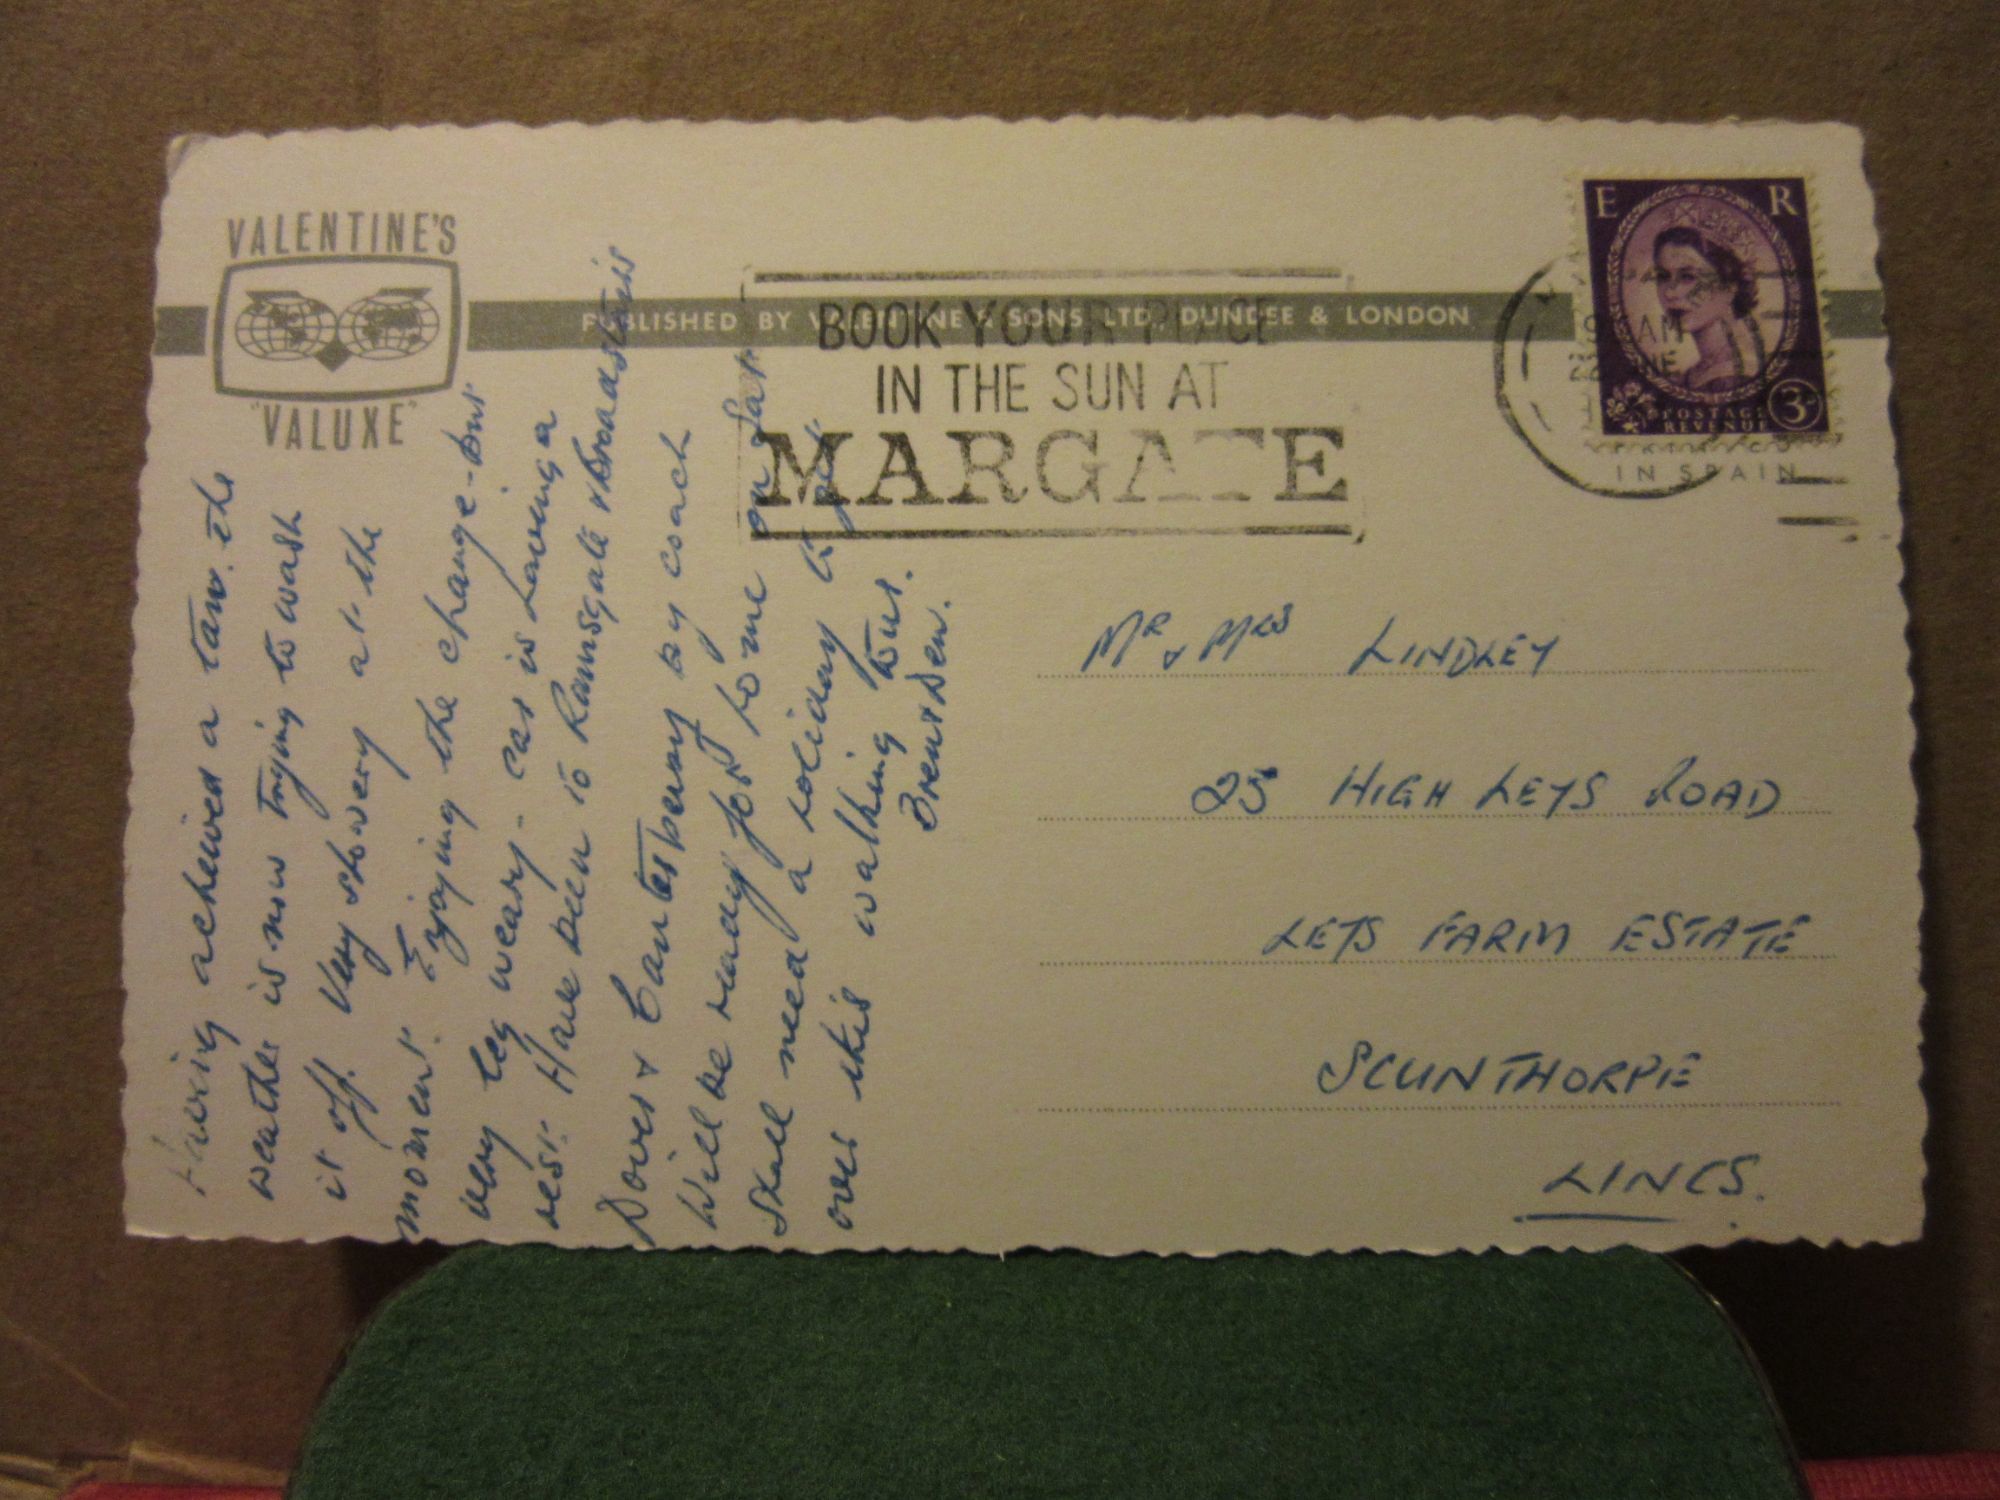 VALENTINE'S
"VALUXE"
PUBLISHED BY VALENTINE & SONS, LTD., DUNDEE & LONDON
BOOK YOUR PLACE
IN THE SUN AT
MARGATE
E R
AM
POSTAGE
REVENUE
3D
IN SPAIN
Having acheived a tan. the
weather is now trying to wash
it off. Very showery at the
moment. Enjoying the change - but
very leg weary - car is having a
rest. Have been to Ramsgate & Broadstairs
Dover & Canterbury by coach
Will be ready for home on Sat
Shall need a holiday to get
over this walking tour.
Bren & Den.
MR & MRS LINDLEY
25 HIGH LEYS ROAD
LEYS FARM ESTATE
SCUNTHORPE
LINCS.